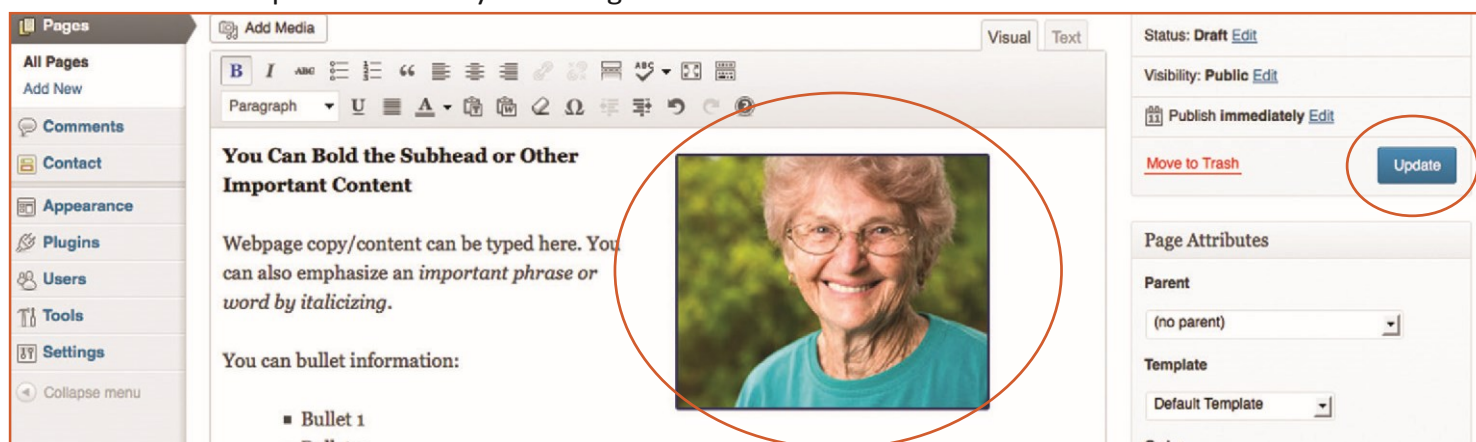 Pages
All Pages
Add New
Comments
Contact
Appearance
Plugins
Users
Tools
Settings
Collapse menu
Add Media
Visual Text
B I ABC ABC
Paragraph U A Ω
You Can Bold the Subhead or Other
Important Content
Webpage copy/content can be typed here. You
can also emphasize an important phrase or
word by italicizing.
You can bullet information:
Bullet 1
Status: Draft Edit
Visibility: Public Edit
Publish immediately Edit
Move to Trash
Update
Page Attributes
Parent
(no parent)
Template
Default Template